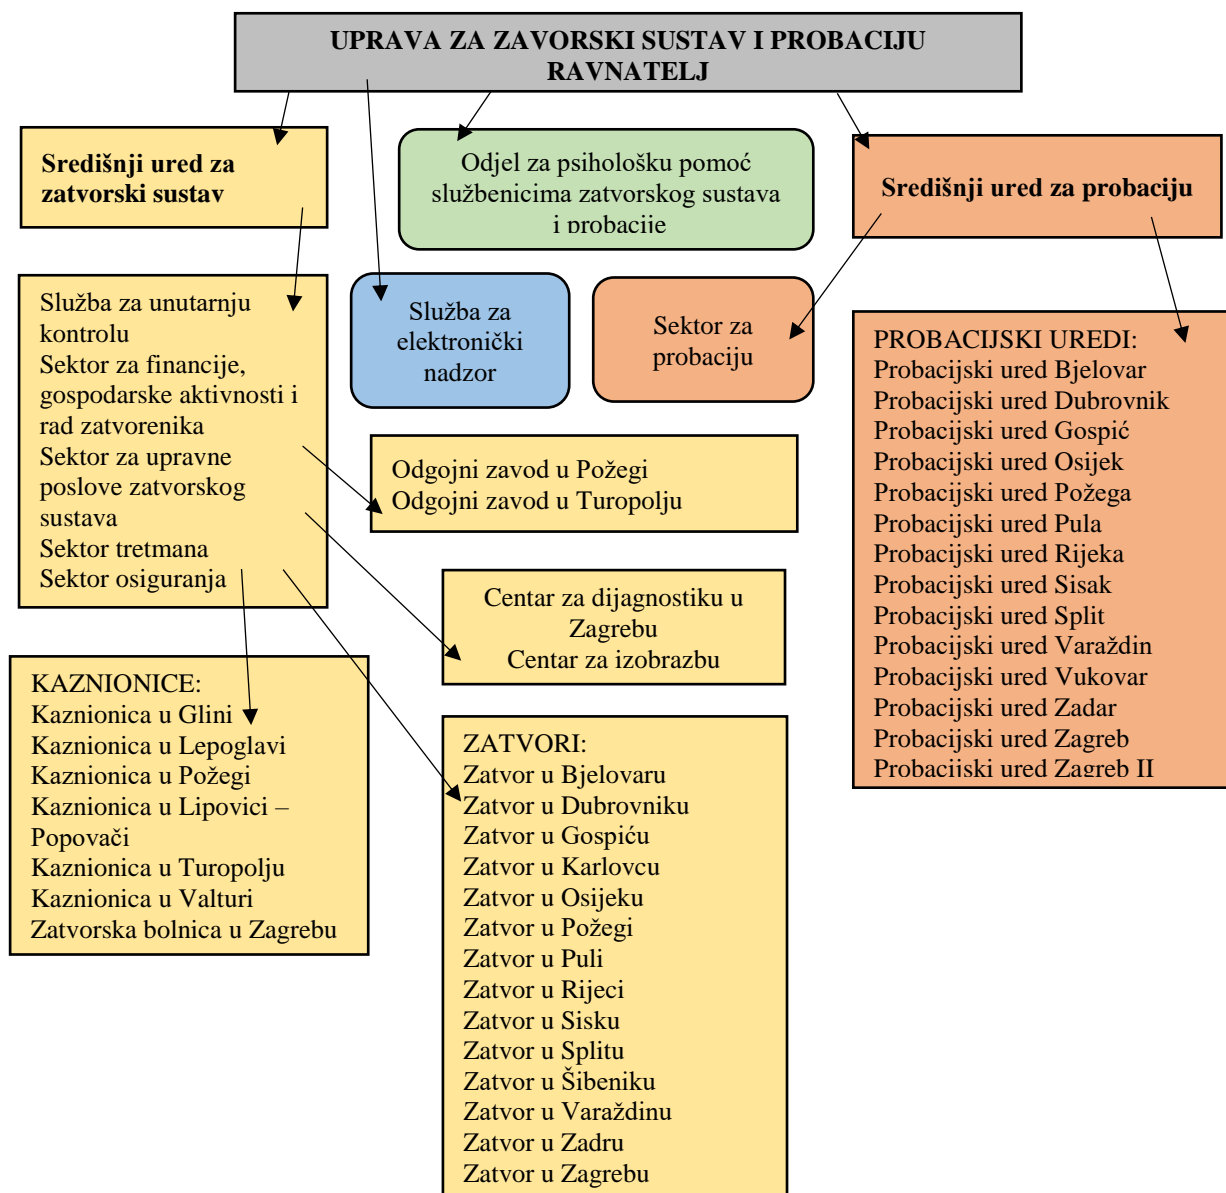 UPRAVA ZA ZAVORSKI SUSTAV I PROBACIJU
RAVNATELJ
Središnji ured za
zatvorski sustav
Odjel za psihološku pomoć
službenicima zatvorskog sustava
i probacije
Središnji ured za probaciju
Služba za unutarnju
kontrolu
Sektor za financije,
gospodarske aktivnosti i
rad zatvorenika
Sektor za upravne
poslove zatvorskog
sustava
Sektor tretmana
Sektor osiguranja
Služba za
elektronički
nadzor
Sektor za
probaciju
PROBACIJSKI UREDI:
Probacijski ured Bjelovar
Probacijski ured Dubrovnik
Probacijski ured Gospić
Probacijski ured Osijek
Probacijski ured Požega
Probacijski ured Pula
Probacijski ured Rijeka
Probacijski ured Sisak
Probacijski ured Split
Probacijski ured Varaždin
Probacijski ured Vukovar
Probacijski ured Zadar
Probacijski ured Zagreb
Probacijski ured Zagreb II
Odgojni zavod u Požegi
Odgojni zavod u Turopolju
Centar za dijagnostiku u
Zagrebu
Centar za izobrazbu
KAZNIONICE:
Kaznionica u Glini
Kaznionica u Lepoglavi
Kaznionica u Požegi
Kaznionica u Lipovici –
Popovači
Kaznionica u Turopolju
Kaznionica u Valturi
Zatvorska bolnica u Zagrebu
ZATVORI:
Zatvor u Bjelovaru
Zatvor u Dubrovniku
Zatvor u Gospiću
Zatvor u Karlovcu
Zatvor u Osijeku
Zatvor u Požegi
Zatvor u Puli
Zatvor u Rijeci
Zatvor u Sisku
Zatvor u Splitu
Zatvor u Šibeniku
Zatvor u Varaždinu
Zatvor u Zadru
Zatvor u Zagrebu